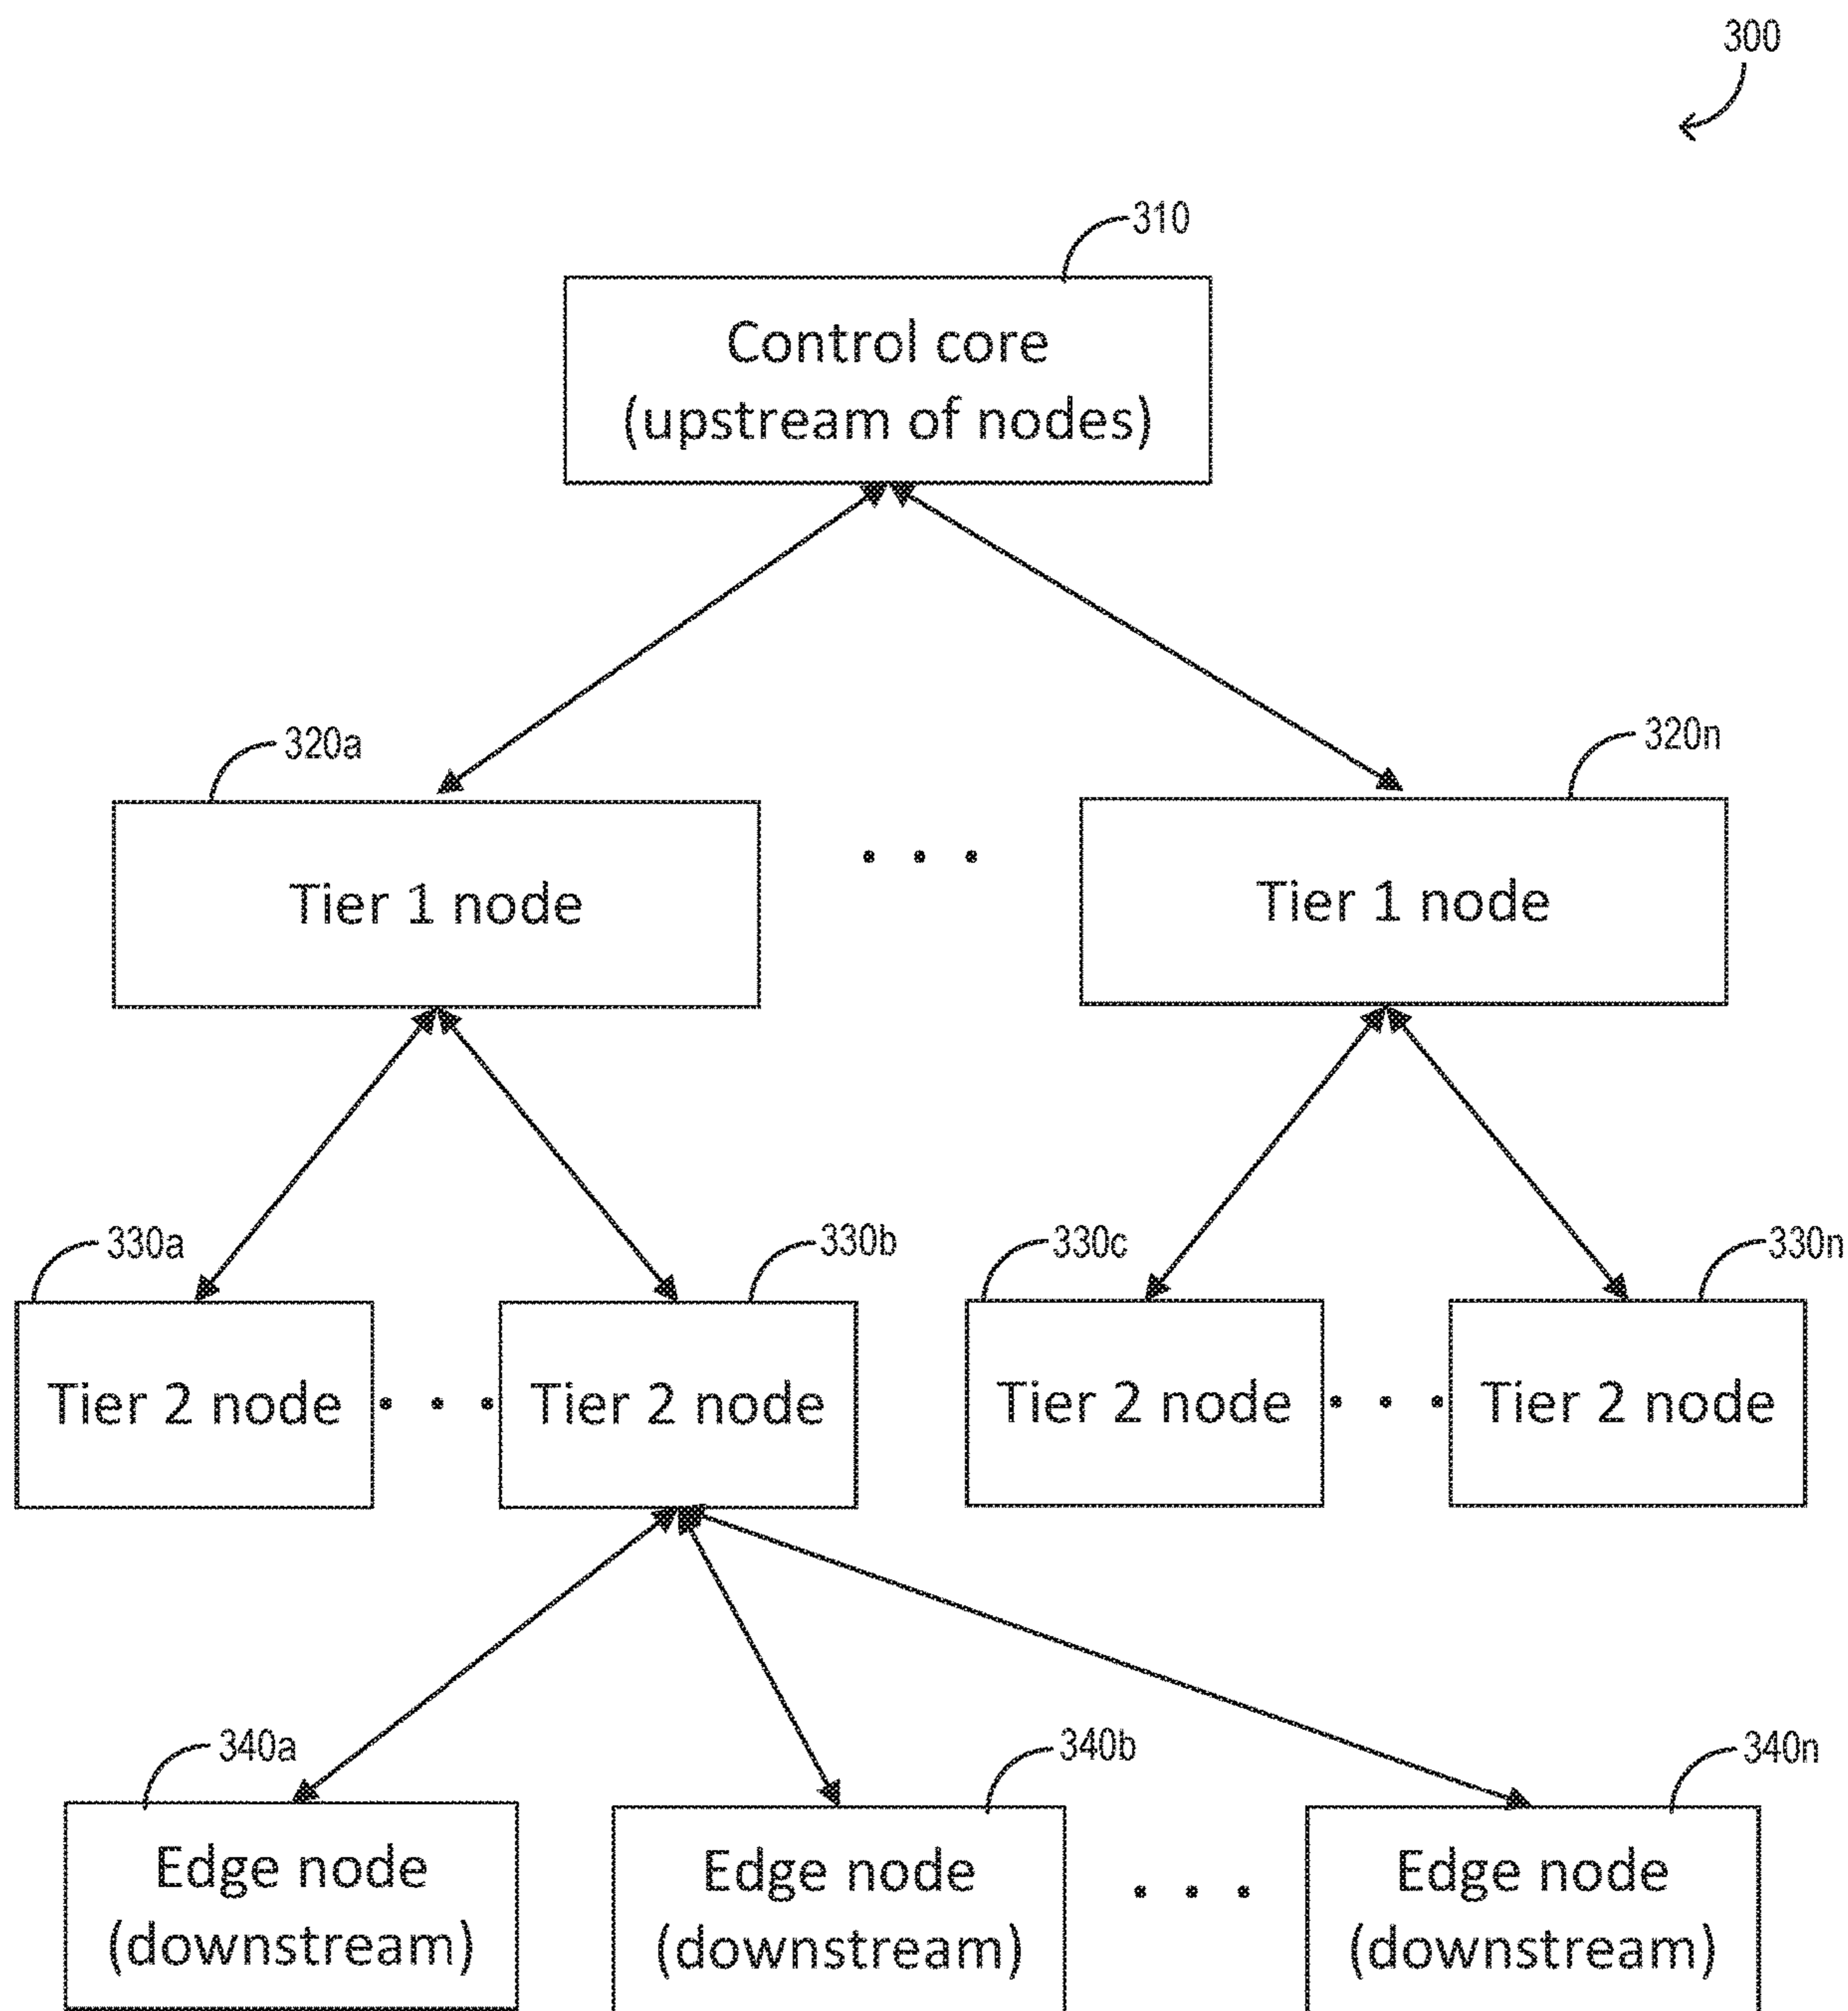 300
310
Control core
(upstream of nodes)
320a
320n
Tier 1 node
. . .
Tier 1 node
330a
330b
330c
330n
Tier 2 node
. . .
Tier 2 node
Tier 2 node
. . .
Tier 2 node
340a
340b
340n
Edge node
(downstream)
Edge node
(downstream)
. . .
Edge node
(downstream)